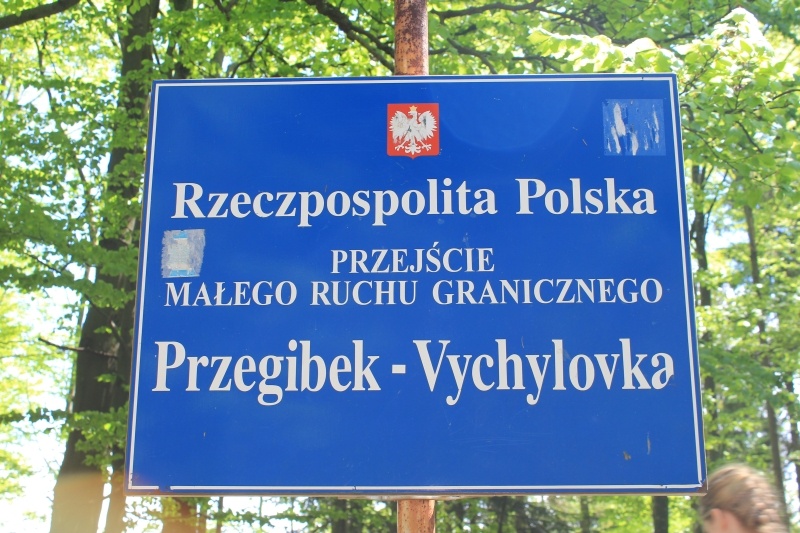 Rzeczpospolita Polska
PRZEJŚCIE
MAŁEGO RUCHU GRANICZNEGO
Przegibek - Vychylovka